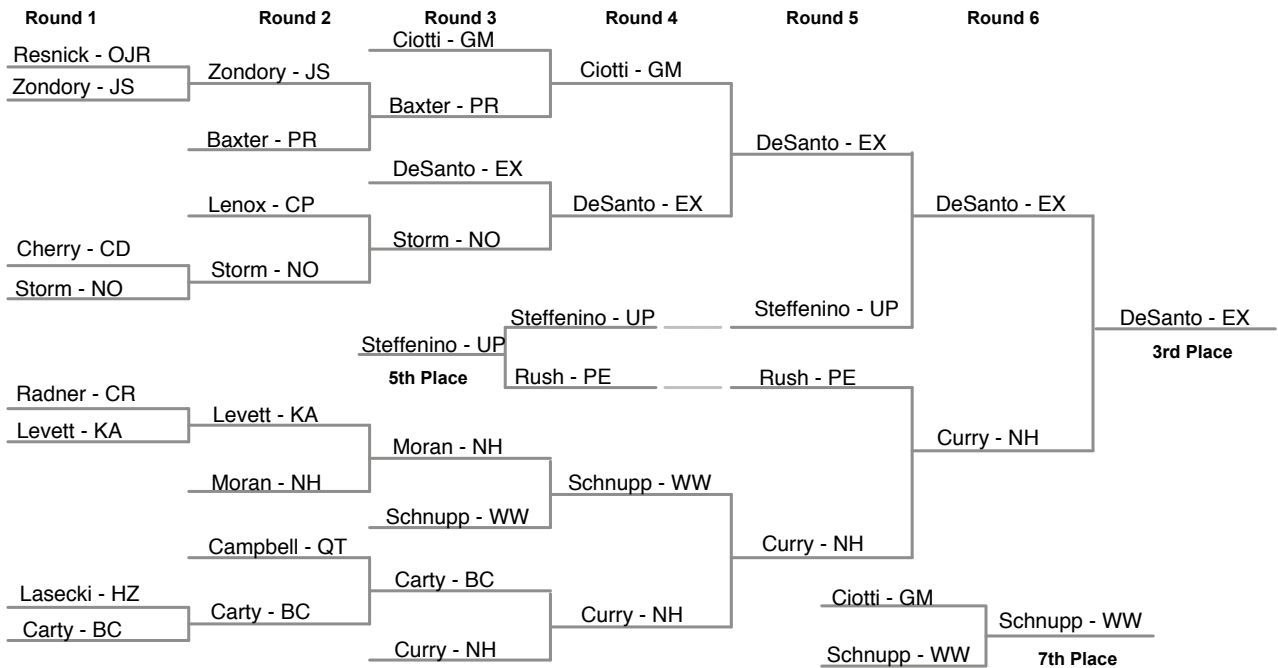 Round 1
Round 2
Round 3
Round 4
Round 5
Round 6
Resnick - OJR
Zondory - JS
Cherry - CD
Storm - NO
Radner - CR
Levett - KA
Lasecki - HZ
Carty - BC
Zondory - JS
Baxter - PR
Lenox - CP
Storm - NO
Levett - KA
Moran - NH
Campbell - QT
Carty - BC
Ciotti - GM
Baxter - PR
DeSanto - EX
Storm - NO
Steffenino - UP
5th Place
Moran - NH
Schnupp - WW
Carty - BC
Curry - NH
Ciotti - GM
DeSanto - EX
Steffenino - UP
Rush - PE
Schnupp - WW
Curry - NH
DeSanto - EX
Steffenino - UP
Rush - PE
Curry - NH
Ciotti - GM
Schnupp - WW
DeSanto - EX
Curry - NH
Schnupp - WW
7th Place
DeSanto - EX
3rd Place